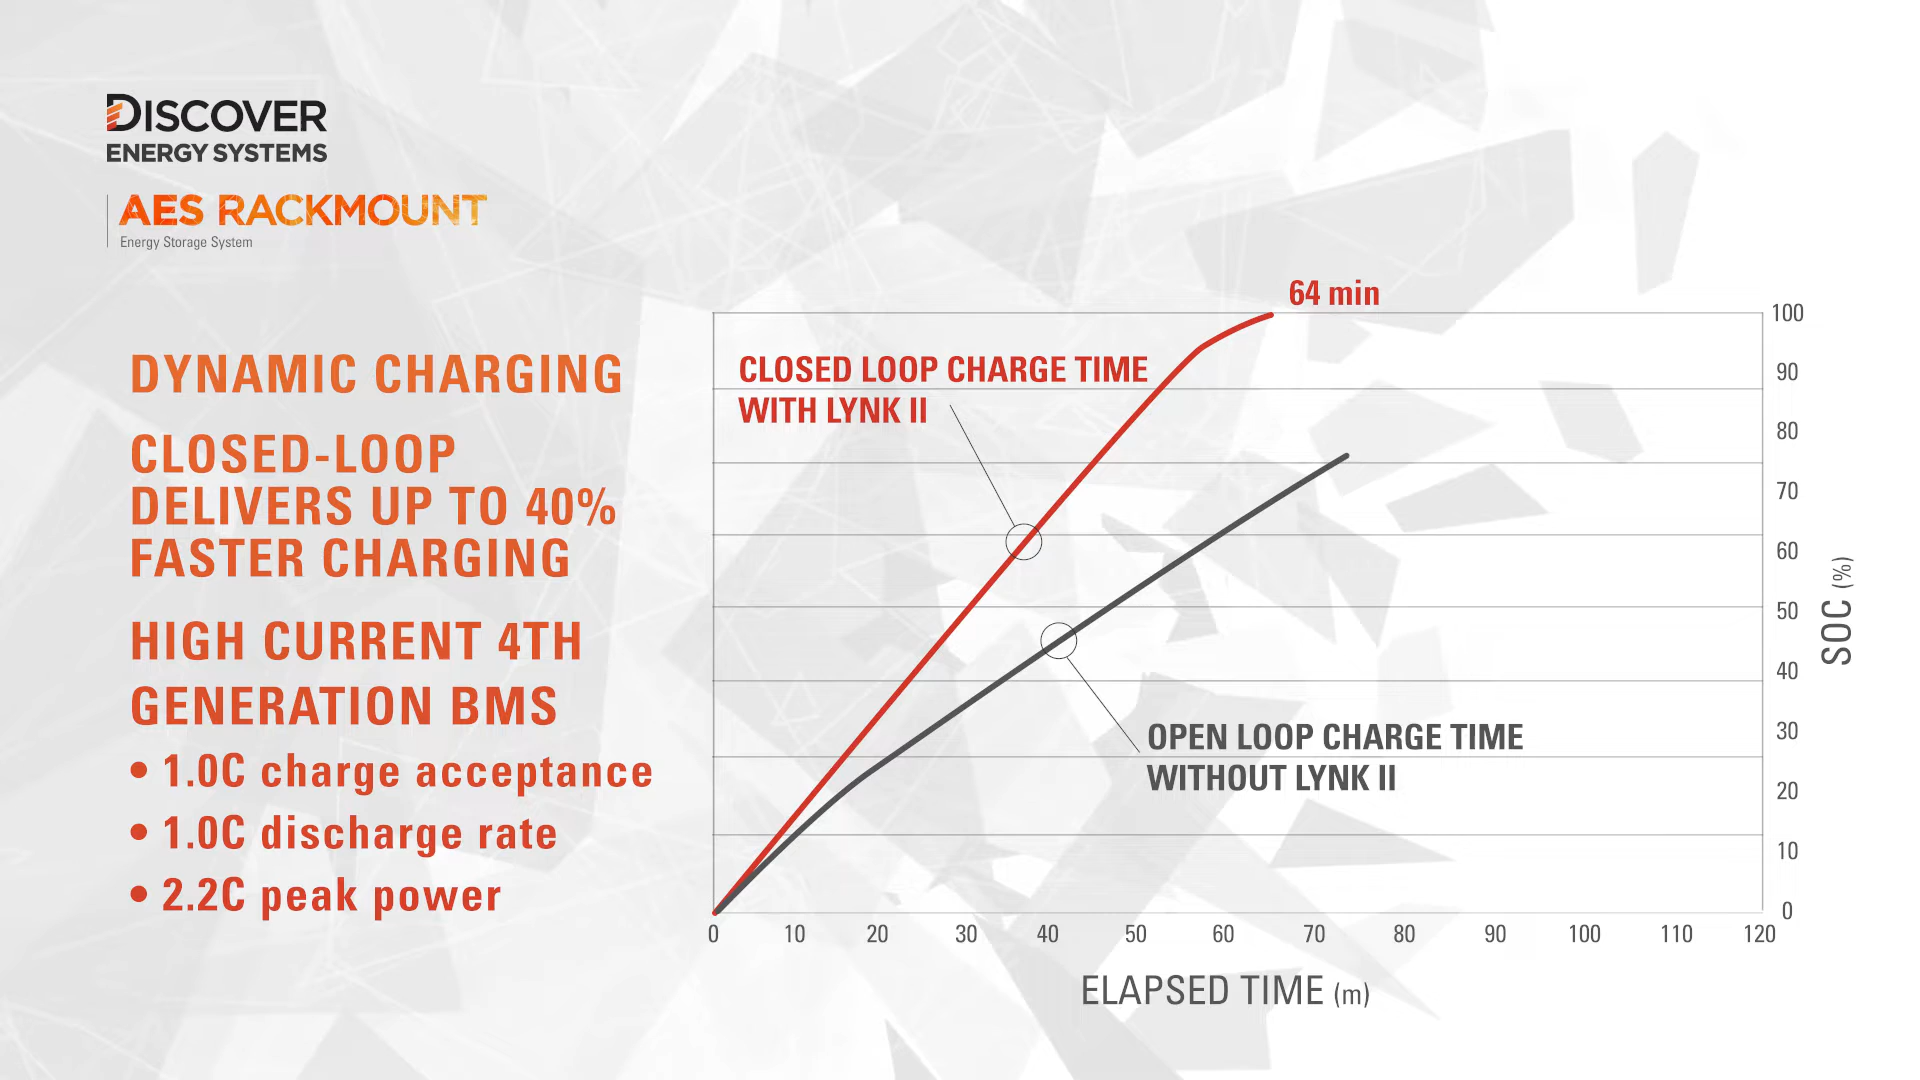 DISCOVER
ENERGY SYSTEMS
AES RACKMOUNT
Energy Storage System
DYNAMIC CHARGING
CLOSED-LOOP
DELIVERS UP TO 40%
FASTER CHARGING
HIGH CURRENT 4TH
GENERATION BMS
• 1.0C charge acceptance
• 1.0C discharge rate
• 2.2C peak power
64 min
CLOSED LOOP CHARGE TIME
WITH LYNK II
OPEN LOOP CHARGE TIME
WITHOUT LYNK II
100
90
80
70
60
50
40
30
20
10
0
SOC (%)
0 10 20 30 40 50 60 70 80 90 100 110 120
ELAPSED TIME (m)